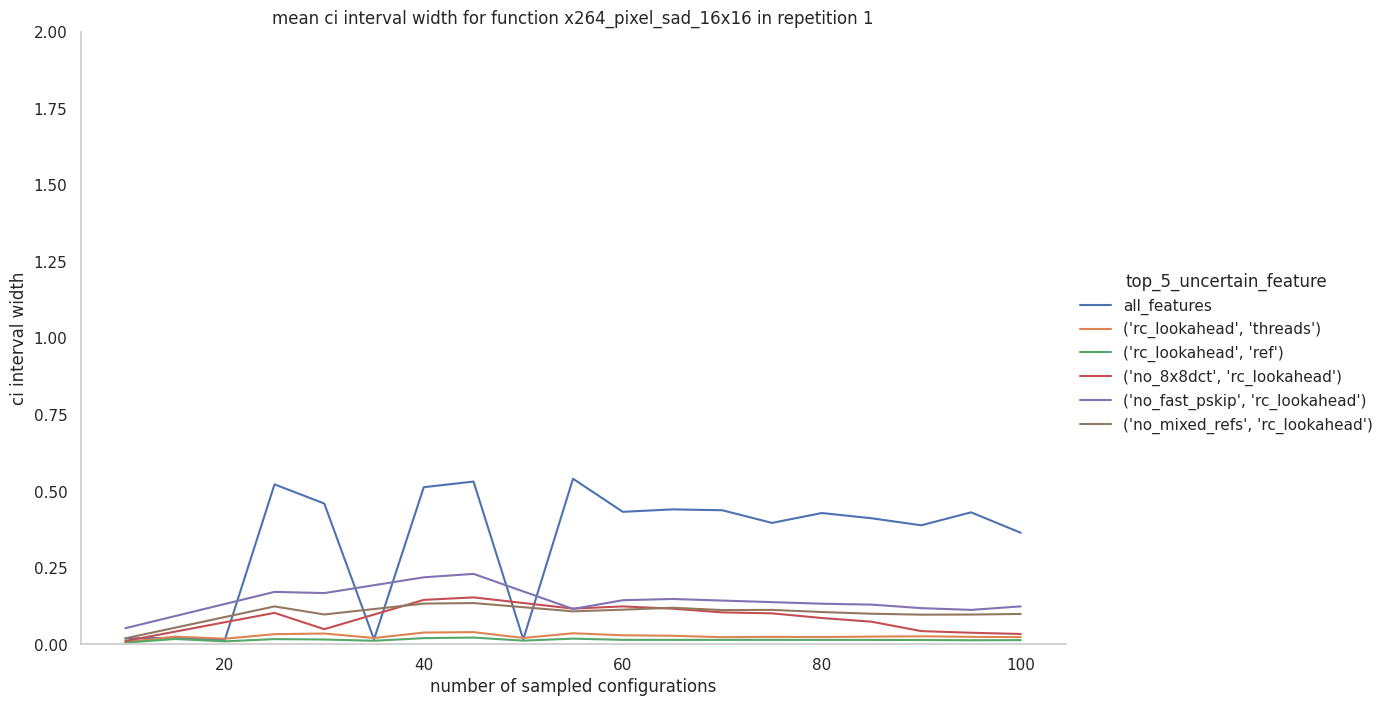 mean ci interval width for function x264_pixel_sad_16x16 in repetition 1
2.00
1.75
1.50
1.25
1.00
0.75
0.50
0.25
0.00
ci interval width
20
40
60
80
100
number of sampled configurations
top_5_uncertain_feature
all_features
('rc_lookahead', 'threads')
('rc_lookahead', 'ref')
('no_8x8dct', 'rc_lookahead')
('no_fast_pskip', 'rc_lookahead')
('no_mixed_refs', 'rc_lookahead')